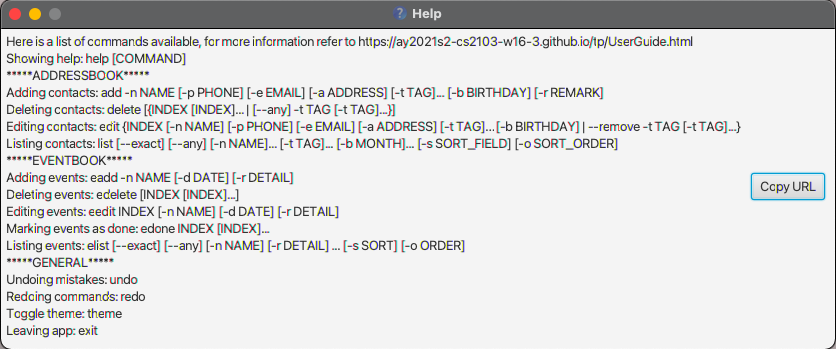 Help
Here is a list of commands available, for more information refer to https://ay2021s2-cs2103-w16-3.github.io/tp/UserGuide.html
Showing help: help [COMMAND]
*****ADDRESSBOOK*****
Adding contacts: add -n NAME [-p PHONE] [-e EMAIL] [-a ADDRESS] [-t TAG]... [-b BIRTHDAY] [-r REMARK]
Deleting contacts: delete [{INDEX [INDEX]... | [--any] -t TAG [-t TAG]...}]
Editing contacts: edit {INDEX [-n NAME] [-p PHONE] [-e EMAIL] [-a ADDRESS] [-t TAG]... [-b BIRTHDAY] | --remove -t TAG [-t TAG]...}
Listing contacts: list [--exact] [--any] [-n NAME]... [-t TAG]... [-b MONTH]... [-s SORT_FIELD] [-o SORT_ORDER]
*****EVENTBOOK*****
Adding events: eadd -n NAME [-d DATE] [-r DETAIL]
Deleting events: edelete [INDEX [INDEX]...]
Editing events: eedit INDEX [-n NAME] [-d DATE] [-r DETAIL]
Marking events as done: edone INDEX [INDEX]...
Listing events: elist [--exact] [--any] [-n NAME] [-r DETAIL] ... [-s SORT] [-o ORDER]
*****GENERAL*****
Undoing mistakes: undo
Redoing commands: redo
Toggle theme: theme
Leaving app: exit
Copy URL